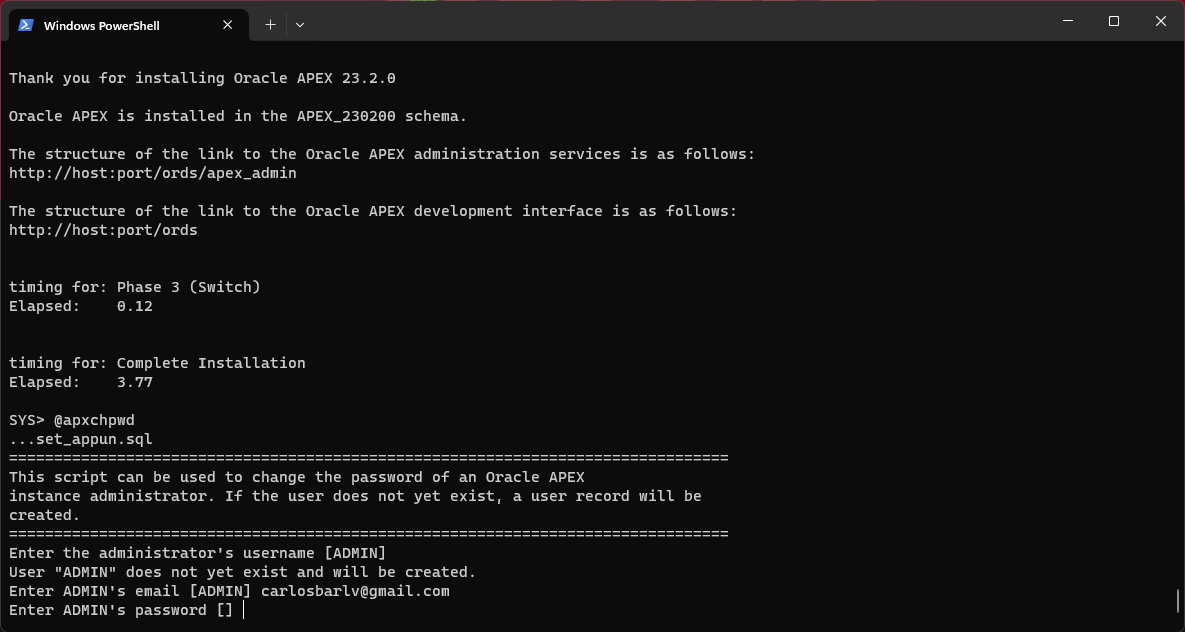 Windows PowerShell
Thank you for installing Oracle APEX 23.2.0
Oracle APEX is installed in the APEX_230200 schema.
The structure of the link to the Oracle APEX administration services is as follows:
http://host:port/ords/apex_admin
The structure of the link to the Oracle APEX development interface is as follows:
http://host:port/ords
timing for: Phase 3 (Switch)
Elapsed:    0.12
timing for: Complete Installation
Elapsed:    3.77
SYS> @apxchpwd
...set_appun.sql
================================================================================
This script can be used to change the password of an Oracle APEX
instance administrator. If the user does not yet exist, a user record will be
created.
================================================================================
Enter the administrator's username [ADMIN]
User "ADMIN" does not yet exist and will be created.
Enter ADMIN's email [ADMIN] carlosbarlv@gmail.com
Enter ADMIN's password []